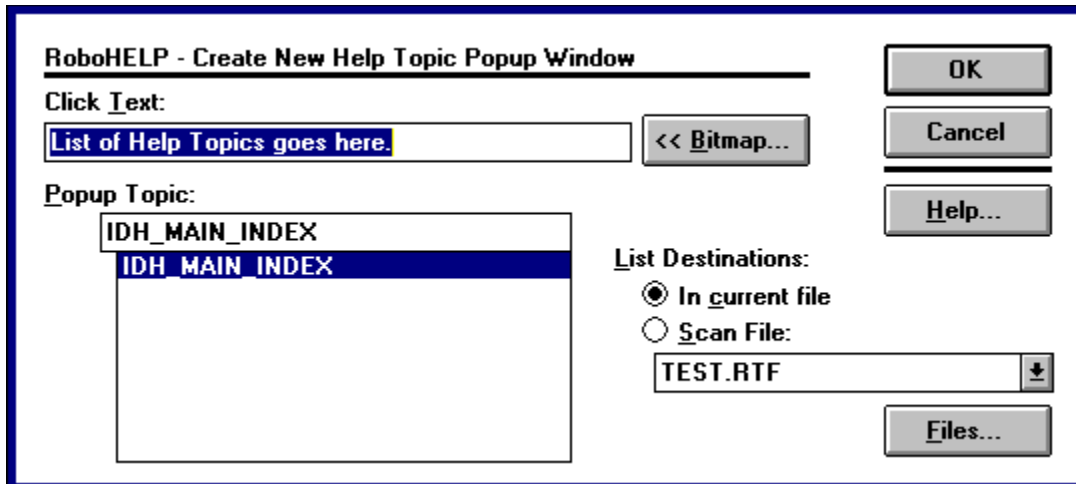 RoboHELP - Create New Help Topic Popup Window
OK
Click Text:
List of Help Topics goes here.
<< Bitmap...
Cancel
Popup Topic:
Help...
IDH_MAIN_INDEX
IDH_MAIN_INDEX
List Destinations:
In current file
Scan File:
TEST.RTF
Files...